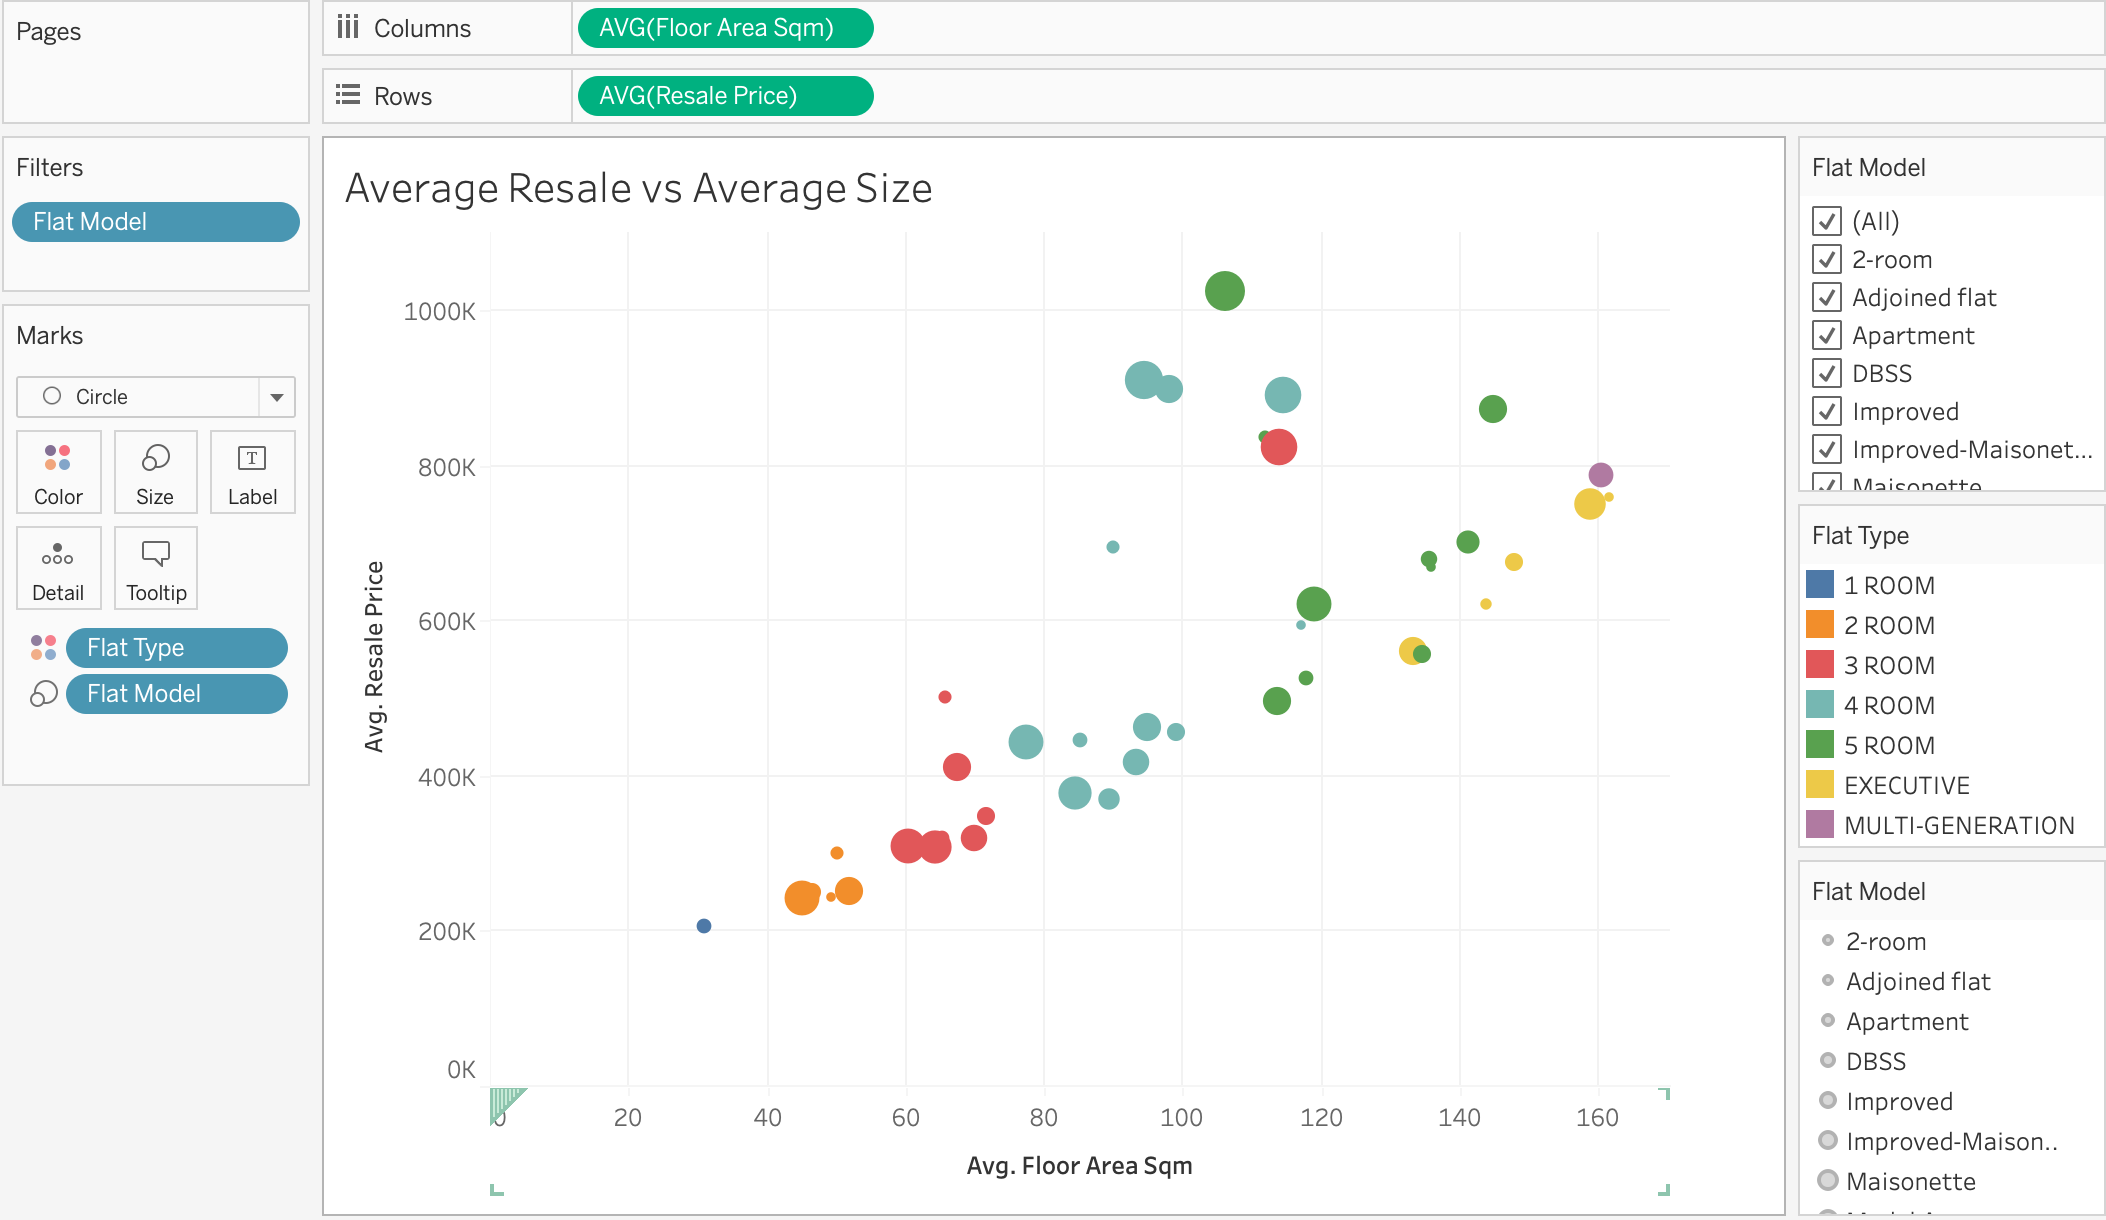 Pages
Columns
AVG(Floor Area Sqm)
Rows
AVG(Resale Price)
Filters
Flat Model
Marks
Circle
Color
Size
T
Label
Detail
Tooltip
Flat Type
Flat Model
Average Resale vs Average Size
Avg. Resale Price
1000K
800K
600K
400K
200K
0K
0
20
40
60
80
100
120
140
160
Avg. Floor Area Sqm
Flat Model
(All)
2-room
Adjoined flat
Apartment
DBSS
Improved
Improved-Maisonet...
Maisonette
Flat Type
1 ROOM
2 ROOM
3 ROOM
4 ROOM
5 ROOM
EXECUTIVE
MULTI-GENERATION
Flat Model
2-room
Adjoined flat
Apartment
DBSS
Improved
Improved-Maison..
Maisonette